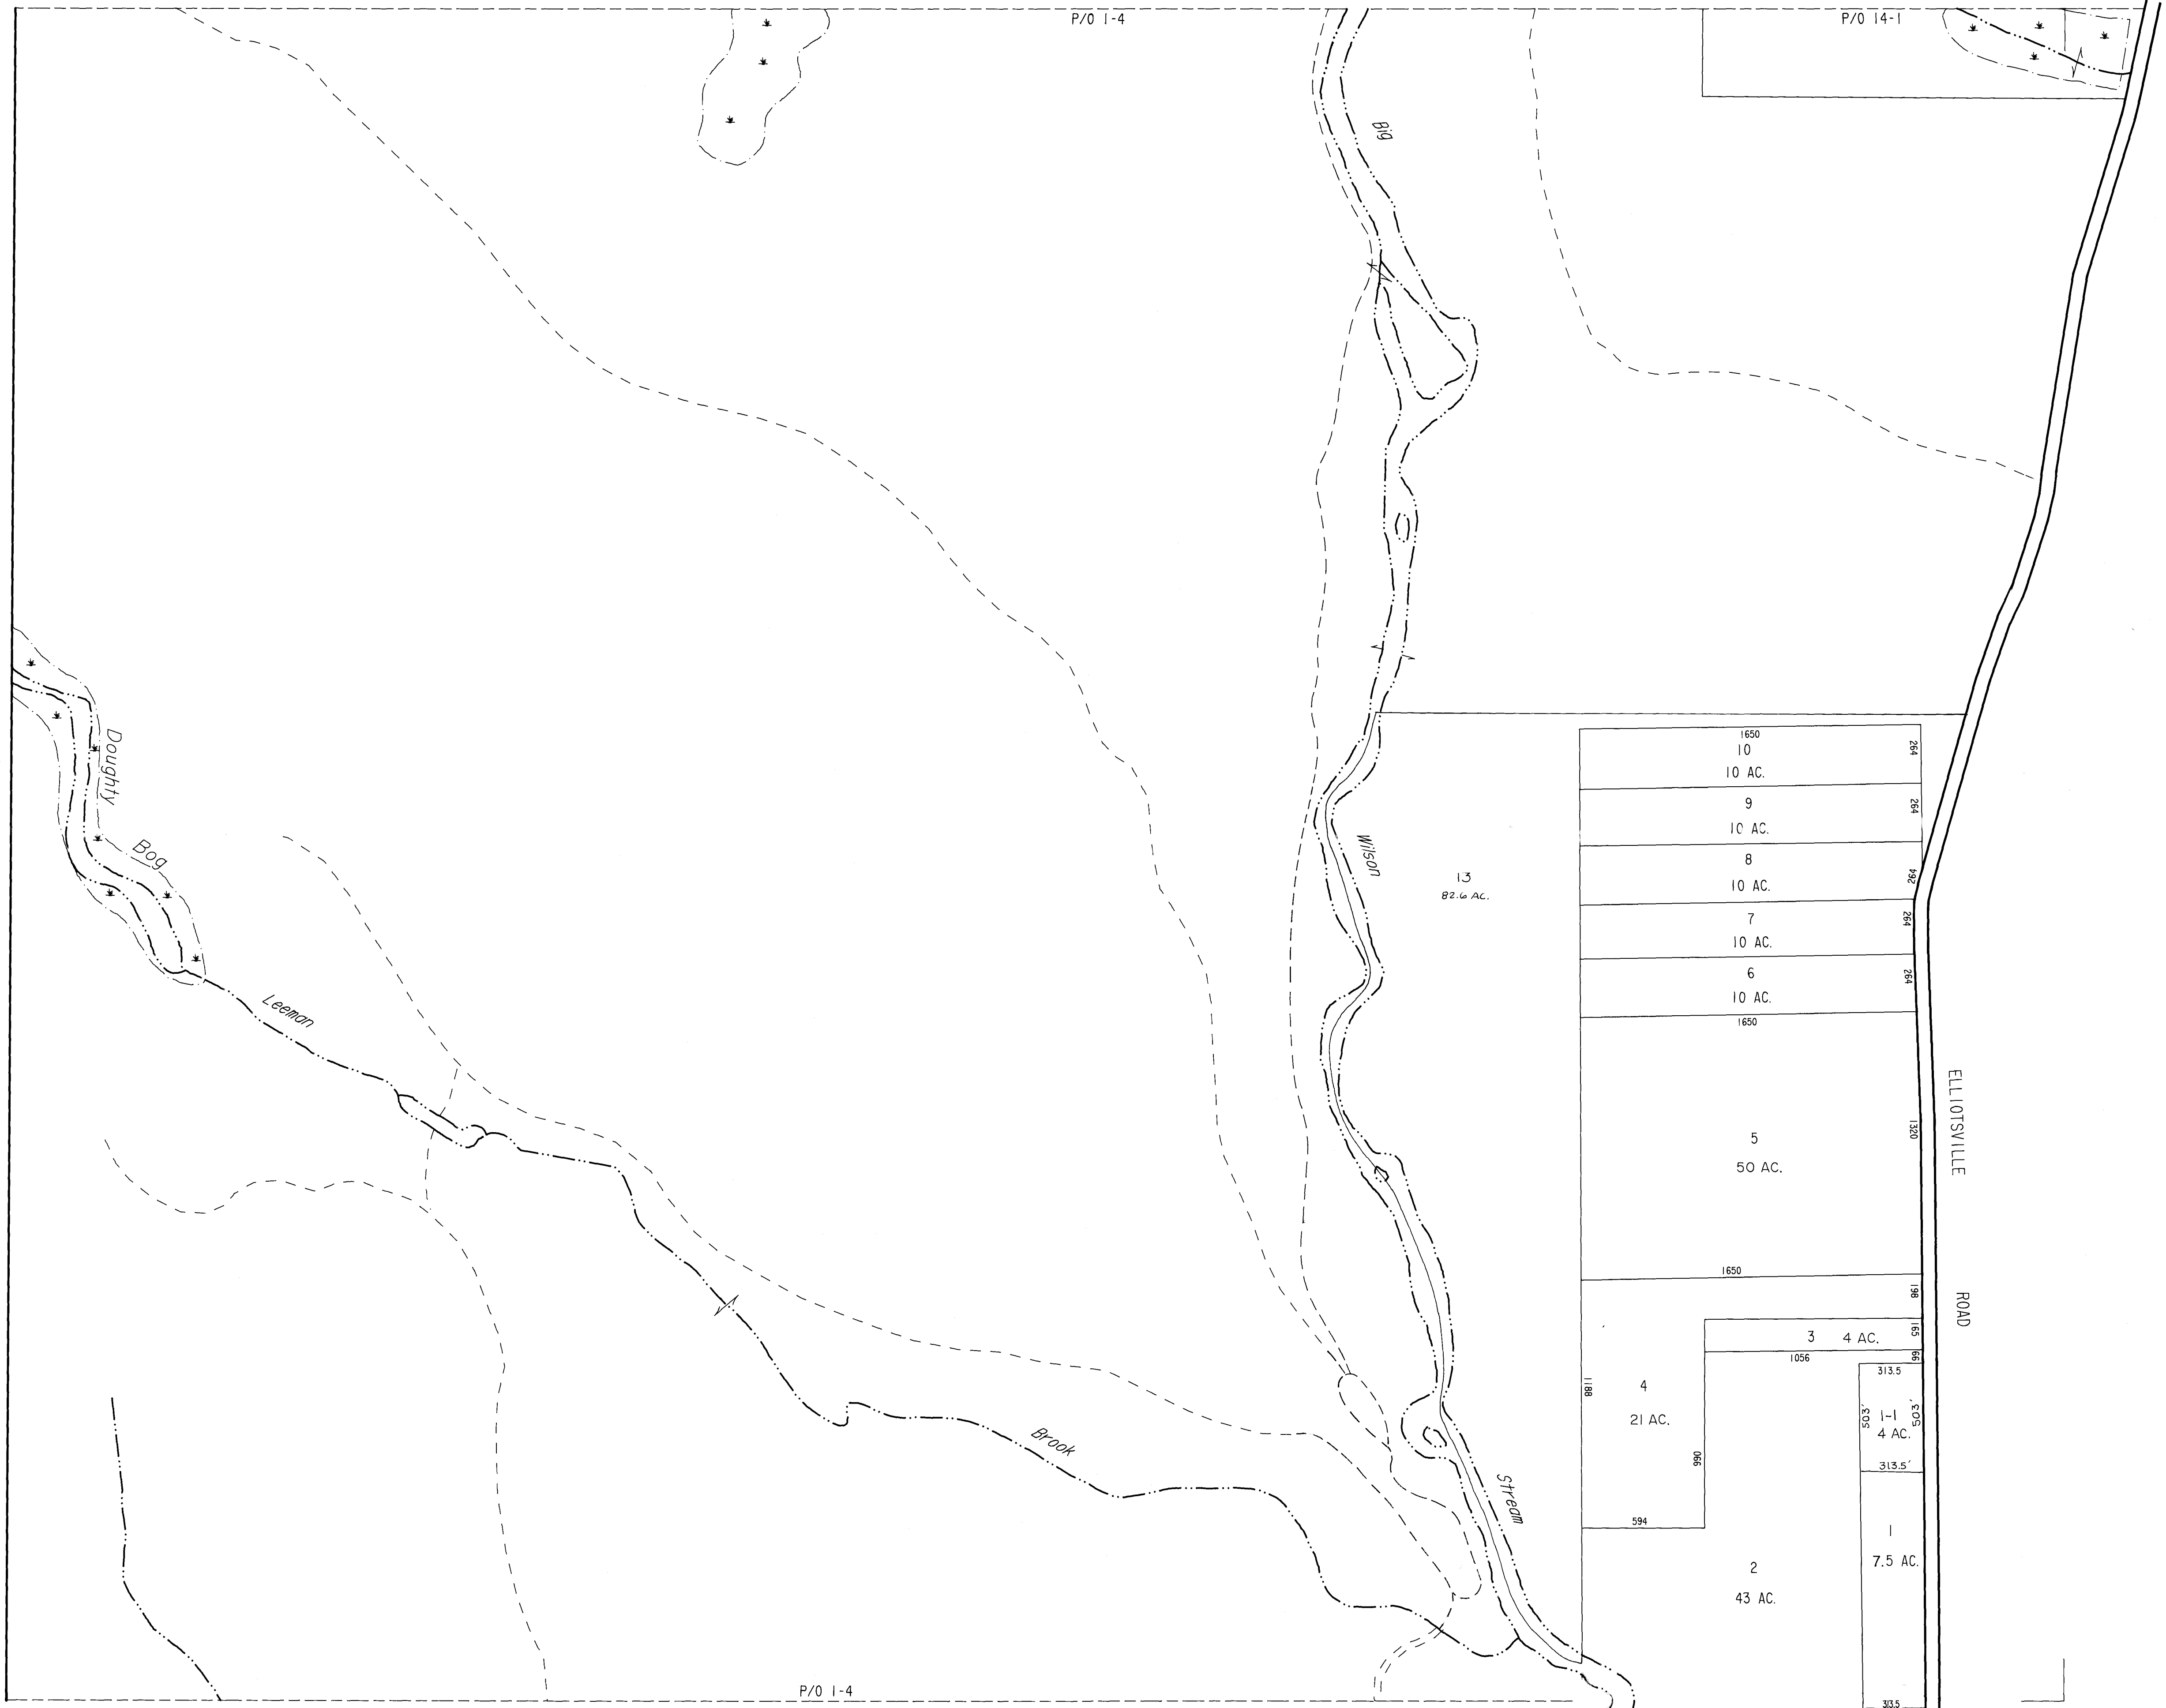 P/O 1-4
P/O 14-1
Big
Doughty
Bog
Leeman
Wilson
13
82.6 AC.
1650
10
10 AC.
264
9
10 AC.
264
8
10 AC.
264
7
10 AC.
264
6
10 AC.
264
1650
ELLIOTSVILLE
5
50 AC.
1320
1650
198
ROAD
3 4 AC.
165
1056
66
313.5
1188
4
21 AC.
503'
1-1
4 AC.
503'
313.5'
990
Brook
Stream
594
1
7.5 AC.
2
43 AC.
P/O 1-4
313.5